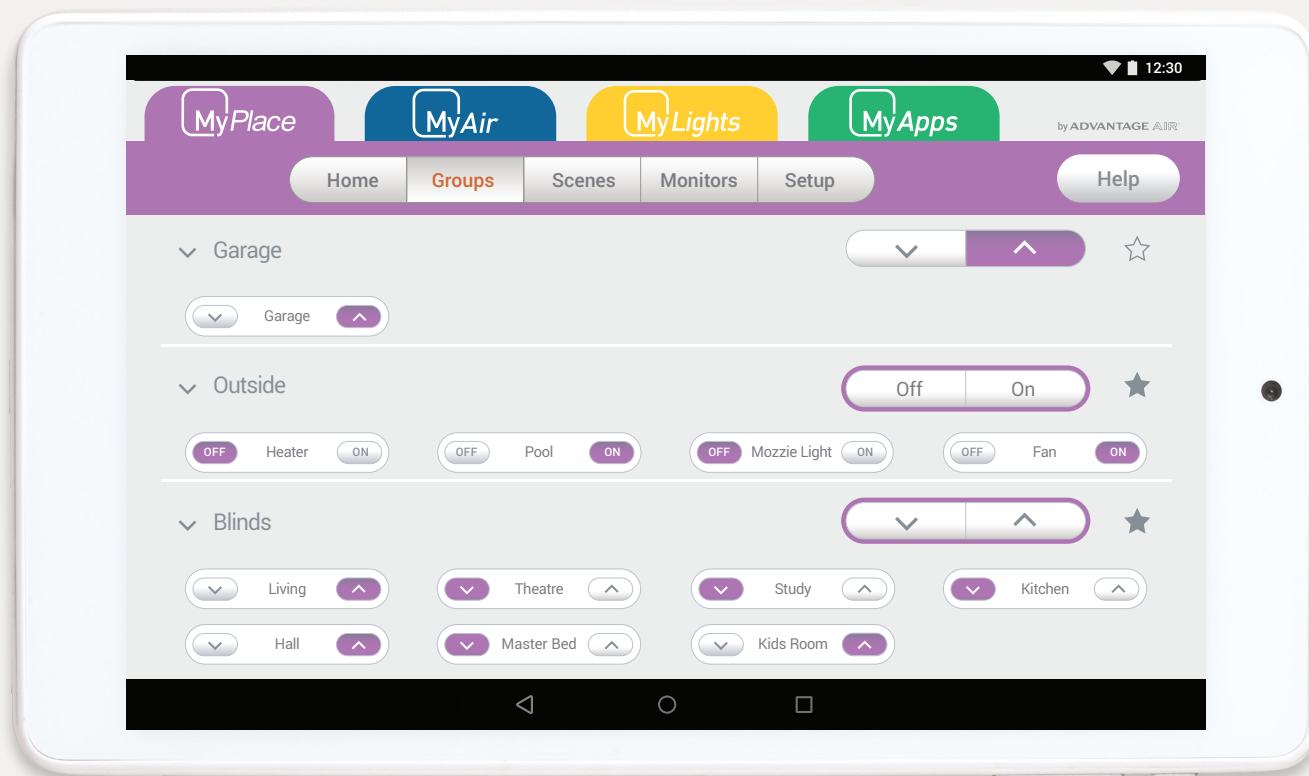 12:30
MyPlace MyAir MyLights MyApps by ADVANTAGE AIR
Home Groups Scenes Monitors Setup Help
Garage
Garage
Outside Off On
OFF Heater ON OFF Pool ON OFF Mozzie Light ON OFF Fan ON
Blinds
Living Theatre Study Kitchen
Hall Master Bed Kids Room